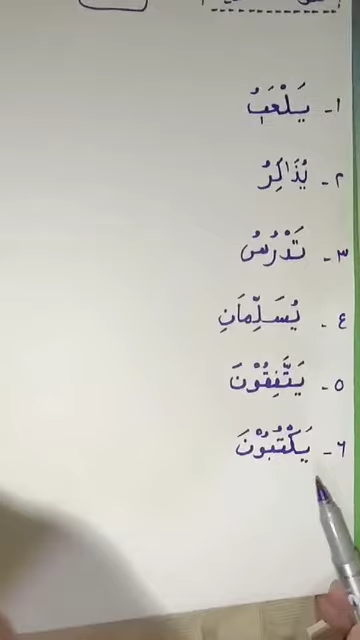 ١- يَلْعَبُ
٢- يُذَاكِرُ
٣- تَدْرُسُ
٤- يُسَلِّمَانِ
٥- يَتَّفِقُوْنَ
٦- يَكْتُبُوْنَ